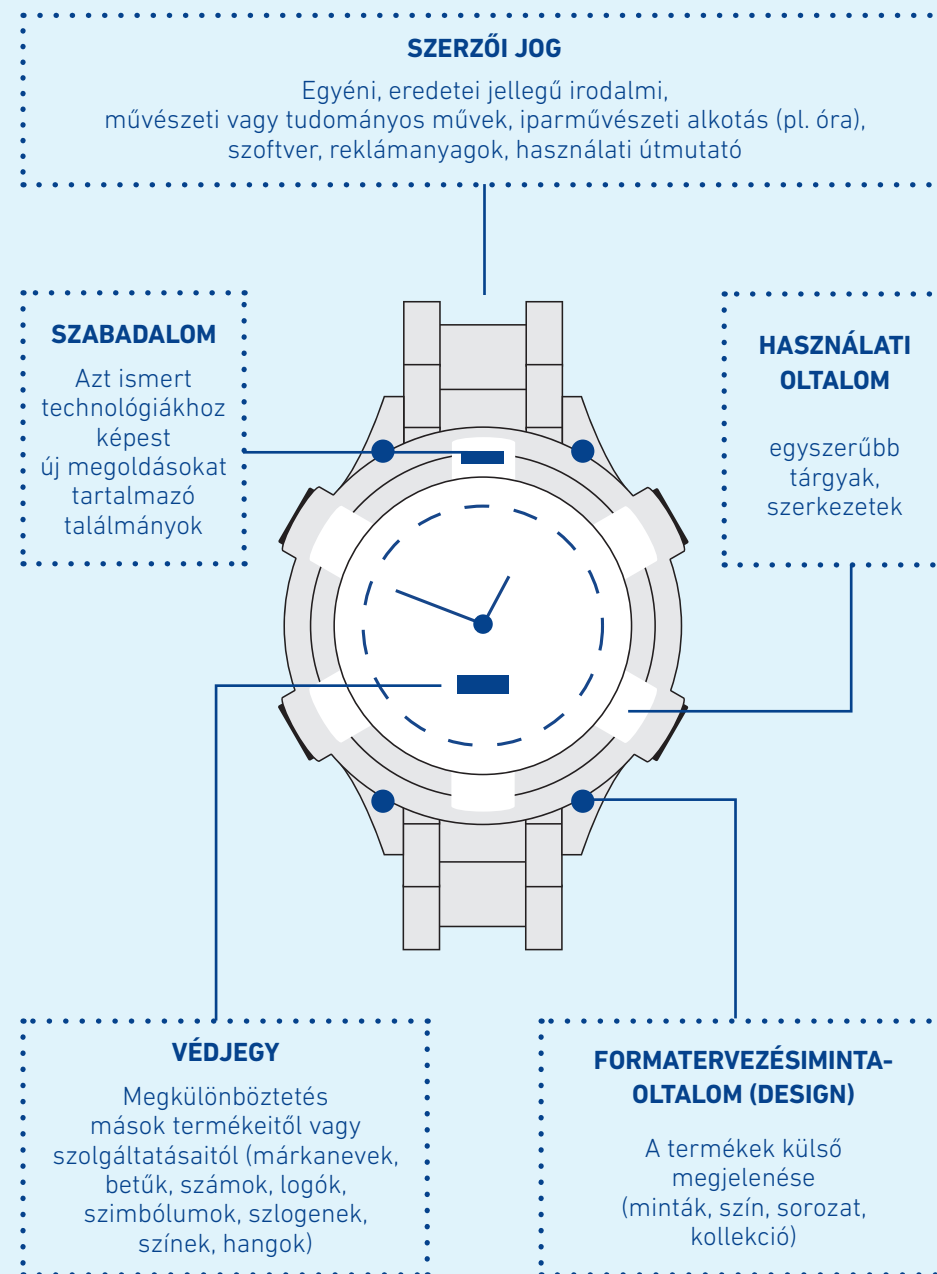 SZERZŐI JOG
Egyéni, eredetei jellegű irodalmi,
művészeti vagy tudományos művek, iparművészeti alkotás (pl. óra),
szoftver, reklámanyagok, használati útmutató
SZABADALOM
Azt ismert
technológiákhoz
képest
új megoldásokat
tartalmazó
találmányok
HASZNÁLATI
OLTALOM
egyszerűbb
tárgyak,
szerkezetek
VÉDJEGY
Megkülönböztetés
mások termékeitől vagy
szolgáltatásaitól (márkanevek,
betűk, számok, logók,
szimbólumok, szlogenek,
színek, hangok)
FORMATERVEZÉSIMINTA-
OLTALOM (DESIGN)
A termékek külső
megjelenése
(minták, szín, sorozat,
kollekció)